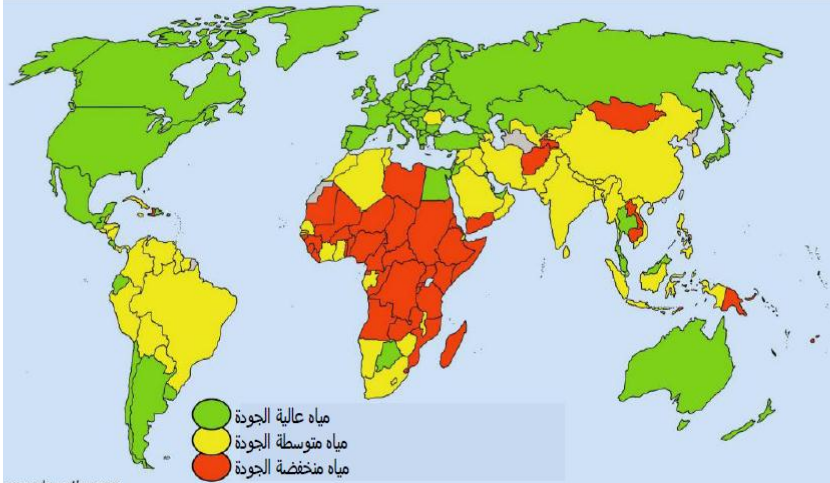 مياه عالية الجودة
مياه متوسطة الجودة
مياه منخفضة الجودة